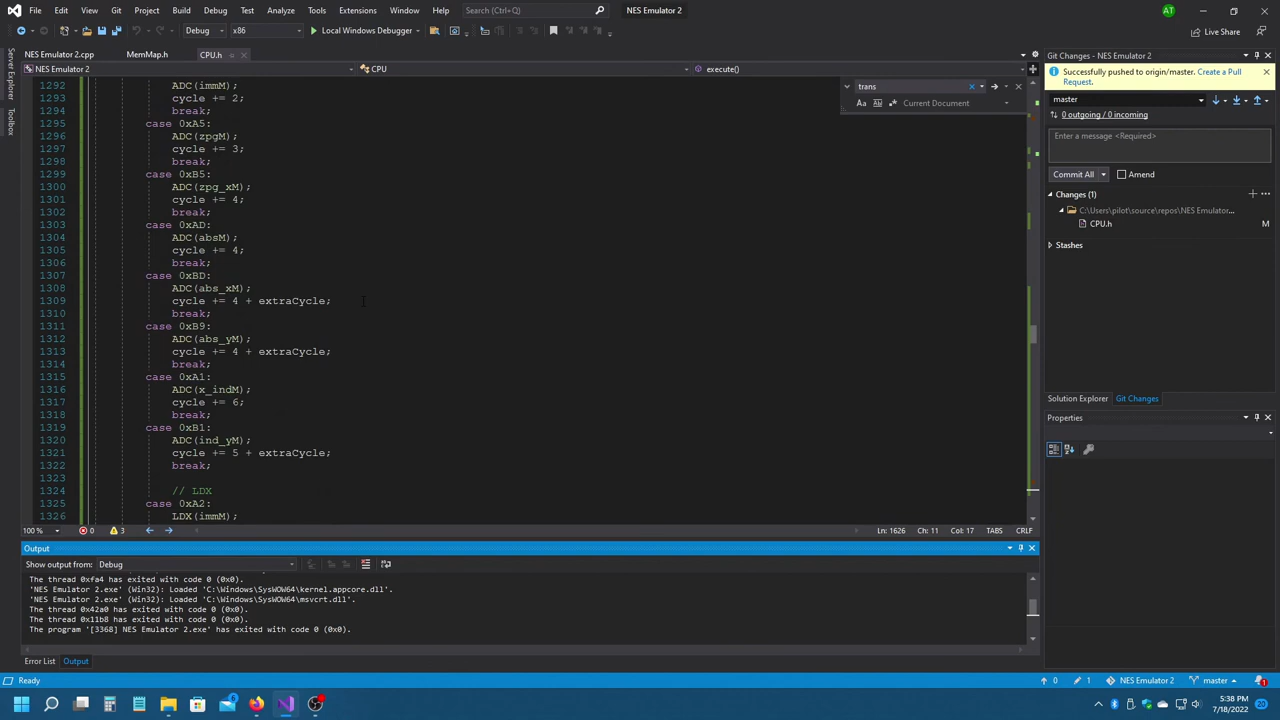 File Edit View Git Project Build Debug Test Analyze Tools Extensions Window Help Search (Ctrl+Q) NES Emulator 2 AT
Debug x86 Local Windows Debugger Live Share
NES Emulator 2.cpp MemMap.h CPU.h
Git Changes - NES Emulator 2
NES Emulator 2 CPU execute()
Server Explorer
Toolbox
1292 ADC(immM);
1293 cycle += 2;
1294 break;
1295 case 0xA5:
1296 ADC(zpgM);
1297 cycle += 3;
1298 break;
1299 case 0xB5:
1300 ADC(zpg_xM);
1301 cycle += 4;
1302 break;
1303 case 0xAD:
1304 ADC(absM);
1305 cycle += 4;
1306 break;
1307 case 0xBD:
1308 ADC(abs_xM);
1309 cycle += 4 + extraCycle;
1310 break;
1311 case 0xB9:
1312 ADC(abs_yM);
1313 cycle += 4 + extraCycle;
1314 break;
1315 case 0xA1:
1316 ADC(x_indM);
1317 cycle += 6;
1318 break;
1319 case 0xB1:
1320 ADC(ind_yM);
1321 cycle += 5 + extraCycle;
1322 break;
1323
1324 // LDX
1325 case 0xA2:
1326 LDX(immM);
trans
Aa Current Document
Successfully pushed to origin/master. Create a Pull
Request.
master
0 outgoing / 0 incoming
Enter a message <Required>
Commit All Amend
Changes (1)
C:\Users\pilot\source\repos\NES Emulator...
CPU.h M
Stashes
Solution Explorer Git Changes
Properties
100 % 0 3 Ln: 1626 Ch: 11 Col: 17 TABS CRLF
Output
Show output from: Debug
The thread 0xfa4 has exited with code 0 (0x0).
'NES Emulator 2.exe' (Win32): Loaded 'C:\Windows\SysWOW64\kernel.appcore.dll'.
'NES Emulator 2.exe' (Win32): Loaded 'C:\Windows\SysWOW64\msvcrt.dll'.
The thread 0x42a0 has exited with code 0 (0x0).
The thread 0x11b8 has exited with code 0 (0x0).
The program '[3368] NES Emulator 2.exe' has exited with code 0 (0x0).
Error List Output
Ready 0 1 NES Emulator 2 master 1
6
5:38 PM
7/18/2022
20